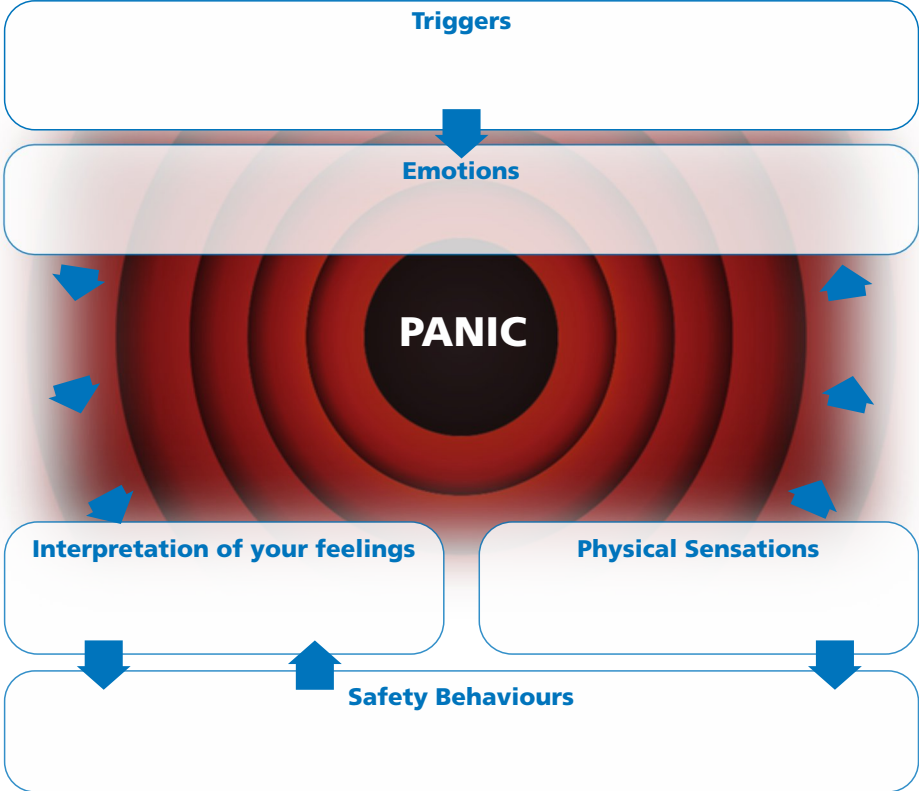 Triggers
Emotions
PANIC
Interpretation of your feelings
Physical Sensations
Safety Behaviours